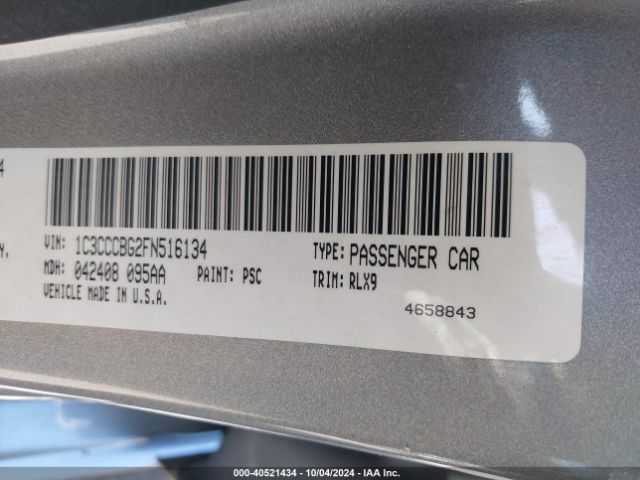 4
Y.
VIN: 1C3CCCBG2FN516134 TYPE: PASSENGER CAR
MDH: 042408 095AA PAINT: PSC TRIM: RLX9
VEHICLE MADE IN U.S.A.
4658843
000-40521434 - 10/04/2024 - IAA Inc.